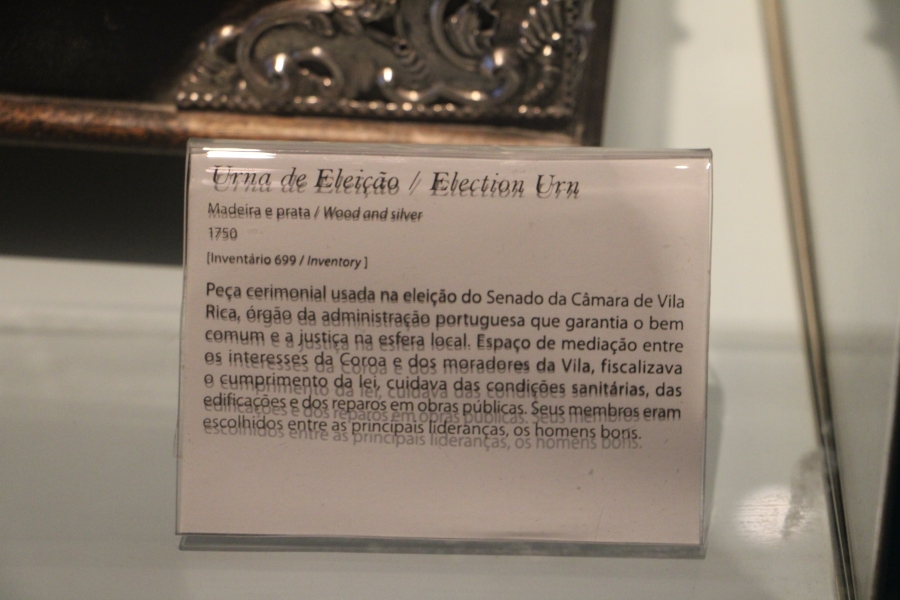 Urna de Eleição / Election Urn
Madeira e prata / Wood and silver
1750
[Inventário 699 / Inventory ]
Peça cerimonial usada na eleição do Senado da Câmara de Vila
Rica, órgão da administração portuguesa que garantia o bem
comum e a justiça na esfera local. Espaço de mediação entre
os interesses da Coroa e dos moradores da Vila, fiscalizava
o cumprimento da lei, cuidava das condições sanitárias, das
edificações e dos reparos em obras públicas. Seus membros eram
escolhidos entre as principais lideranças, os homens bons.